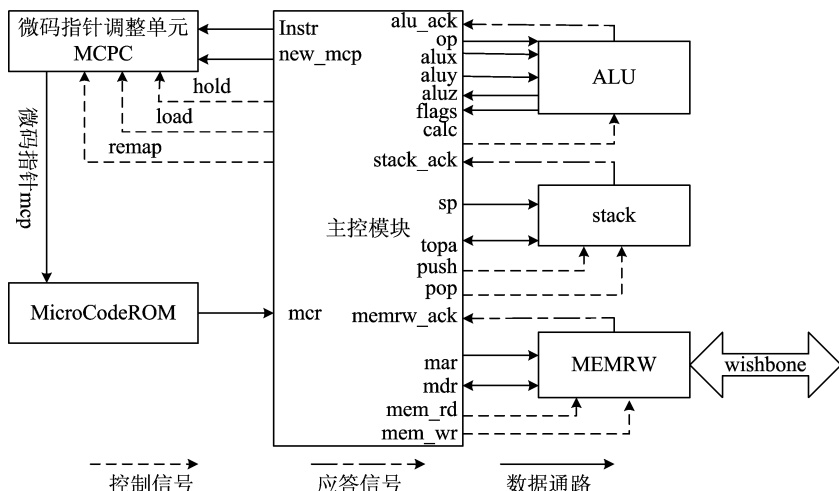 微码指针调整单元
MCPC
Instr
new_mcp
hold
load
remap
微码指针mcp
MicroCodeROM
主控模块
mcr
alu_ack
op
alux
aluy
aluz
flags
calc
stack_ack
sp
topa
push
pop
memrw_ack
mar
mdr
mem_rd
mem_wr
ALU
stack
MEMRW
wishbone
控制信号
应答信号
数据通路